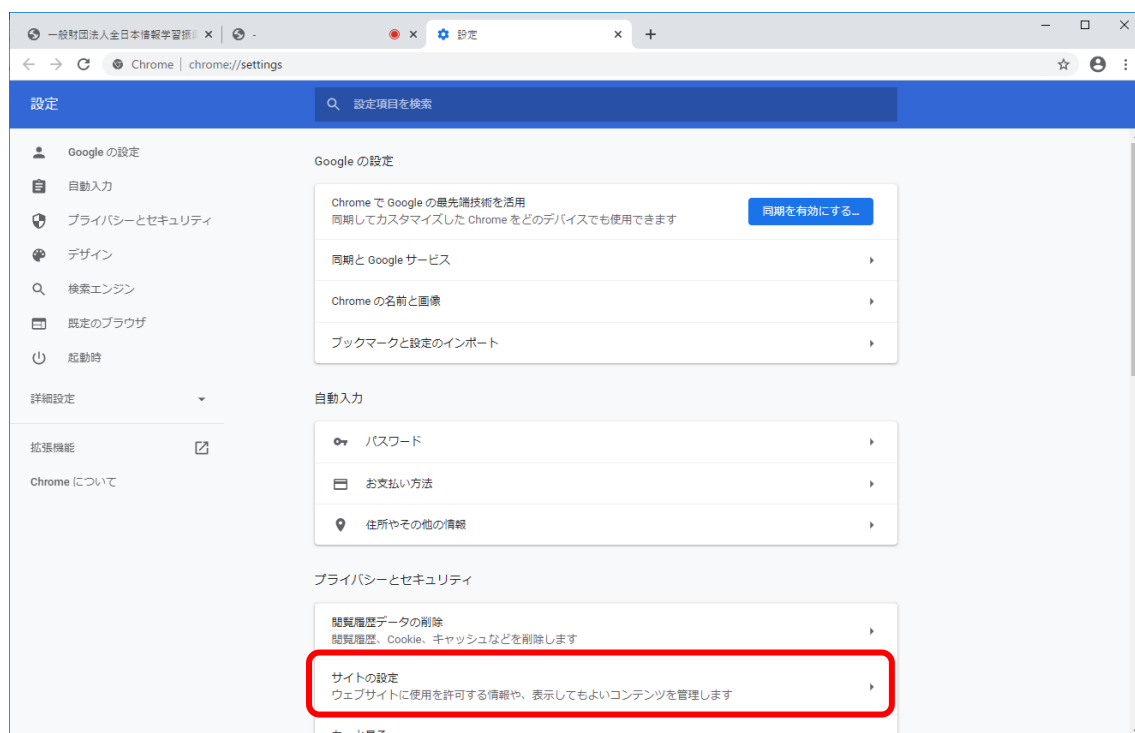 一般財団法人全日本情報学習振
-
設定
Chrome | chrome://settings
設定
設定項目を検索
Google の設定
自動入力
プライバシーとセキュリティ
デザイン
検索エンジン
既定のブラウザ
起動時
詳細設定
拡張機能
Chrome について
Google の設定
Chrome で Google の最先端技術を活用
同期してカスタマイズした Chrome をどのデバイスでも使用できます
同期を有効にする...
同期と Google サービス
Chrome の名前と画像
ブックマークと設定のインポート
自動入力
パスワード
お支払い方法
住所やその他の情報
プライバシーとセキュリティ
閲覧履歴データの削除
閲覧履歴、Cookie、キャッシュなどを削除します
サイトの設定
ウェブサイトに使用を許可する情報や、表示してもよいコンテンツを管理します